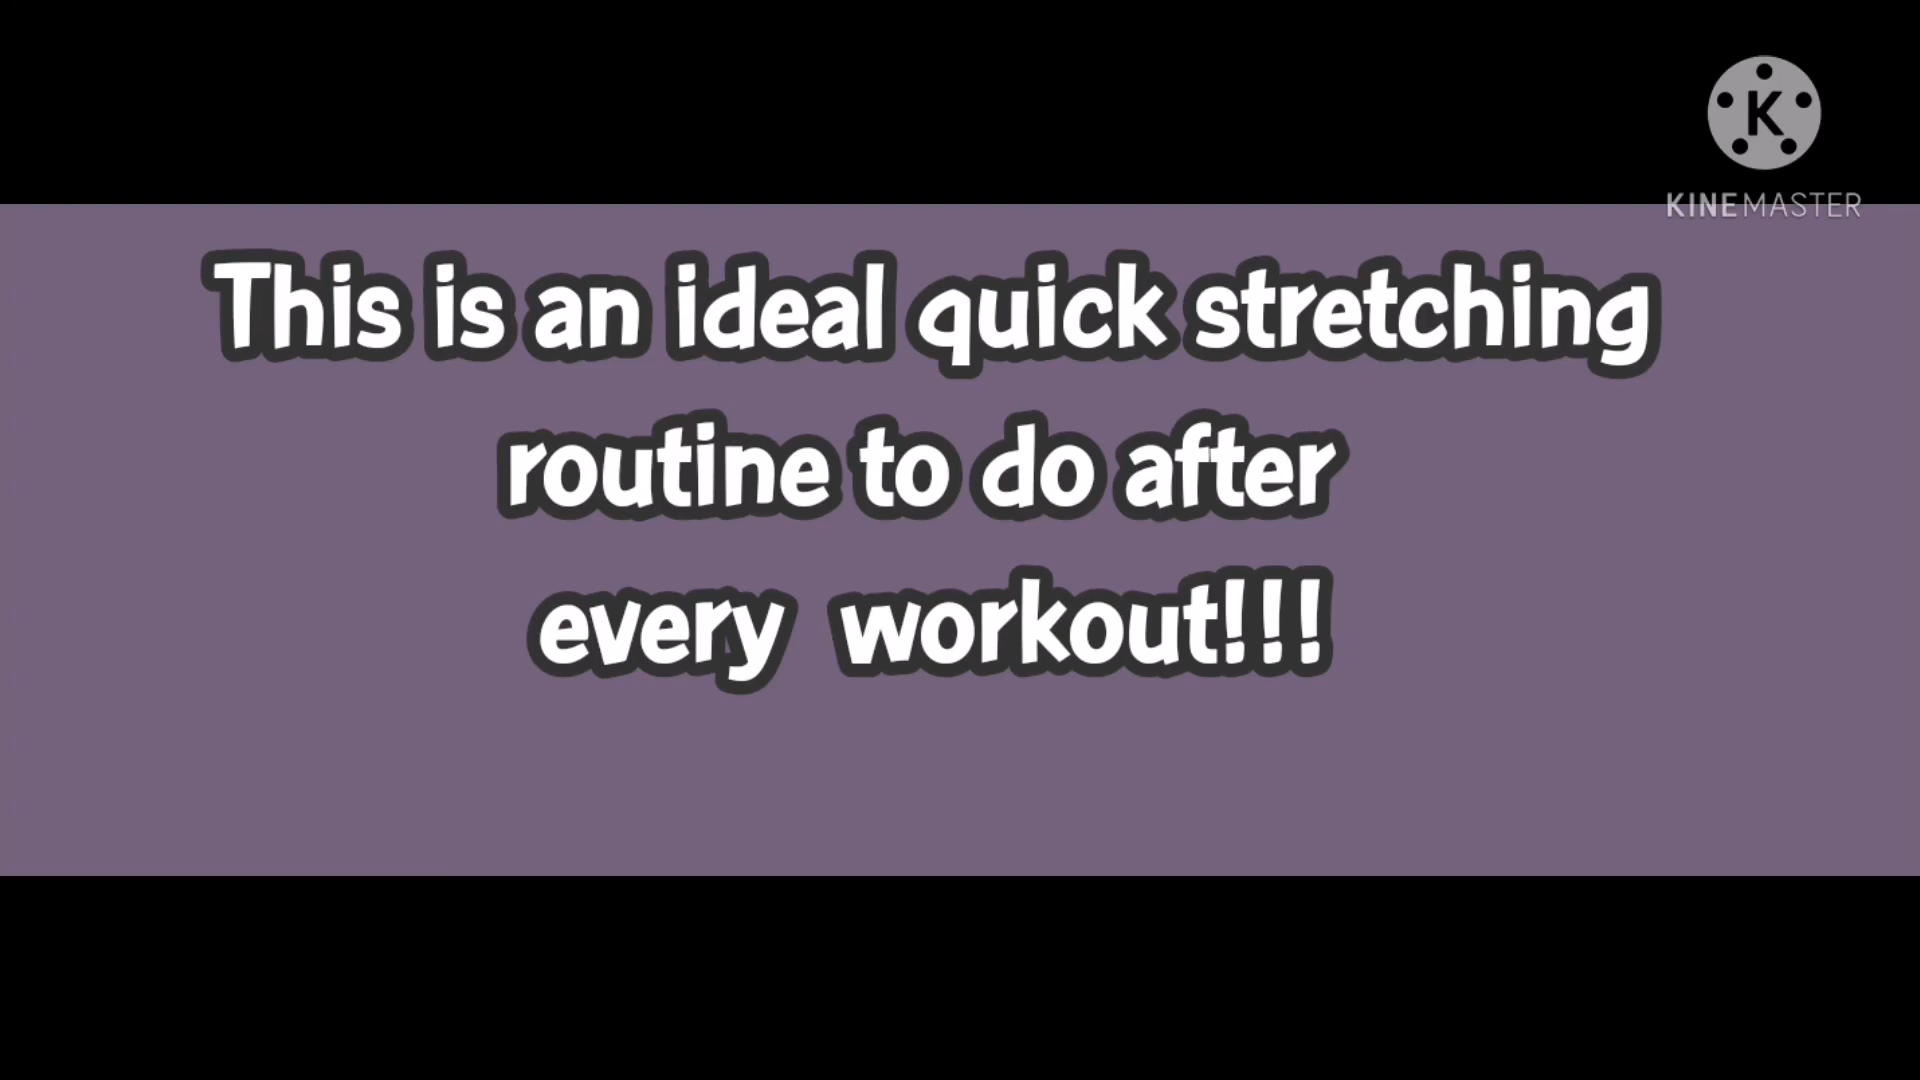 K
KINEMASTER
This is an ideal quick stretching
routine to do after
every workout!!!